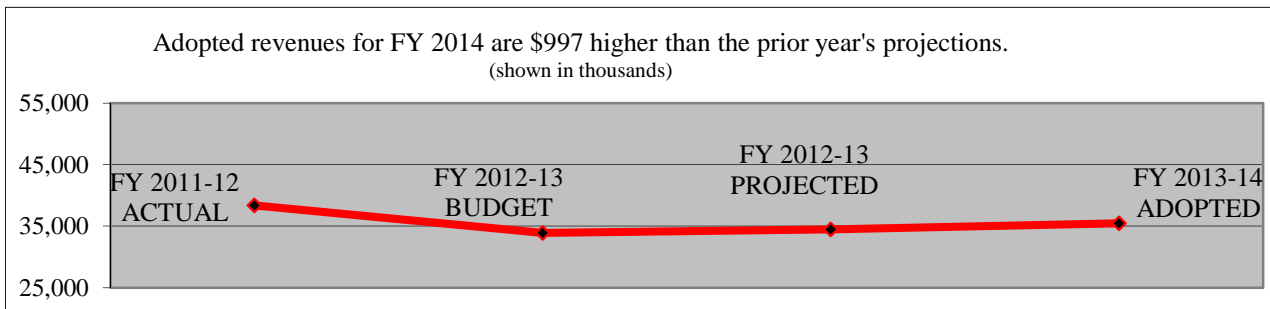 Adopted revenues for FY 2014 are $997 higher than the prior year's projections.
(shown in thousands)
55,000
45,000
35,000
25,000
FY 2011-12
ACTUAL
FY 2012-13
BUDGET
FY 2012-13
PROJECTED
FY 2013-14
ADOPTED